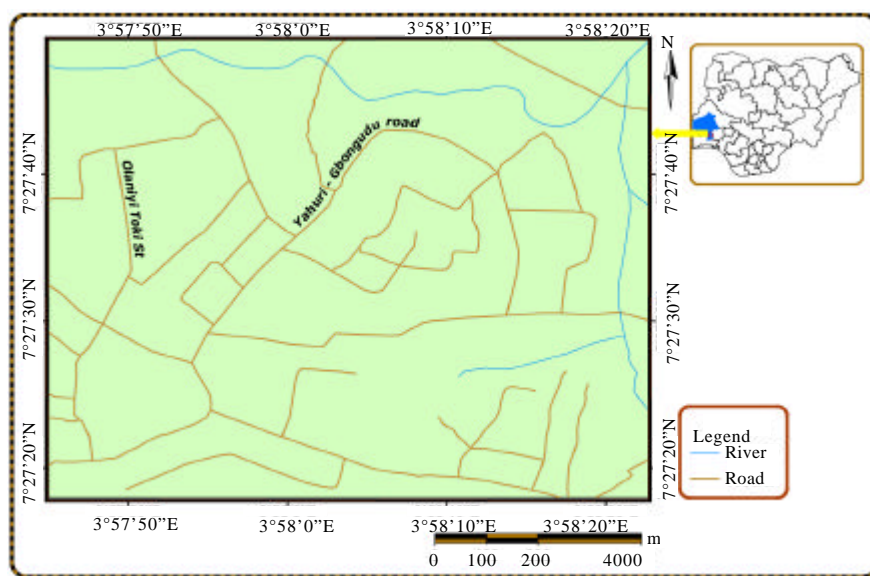 3°57’50”E 3°58’0”E 3°58’10”E 3°58’20”E
N
7°27’40”N 7°27’40”N
Yahuri - Gbongudu road
Olaniyi Toki St
7°27’30”N 7°27’30”N
7°27’20”N 7°27’20”N
Legend
River
Road
3°57’50”E 3°58’0”E 3°58’10”E 3°58’20”E
m
0 100 200 4000